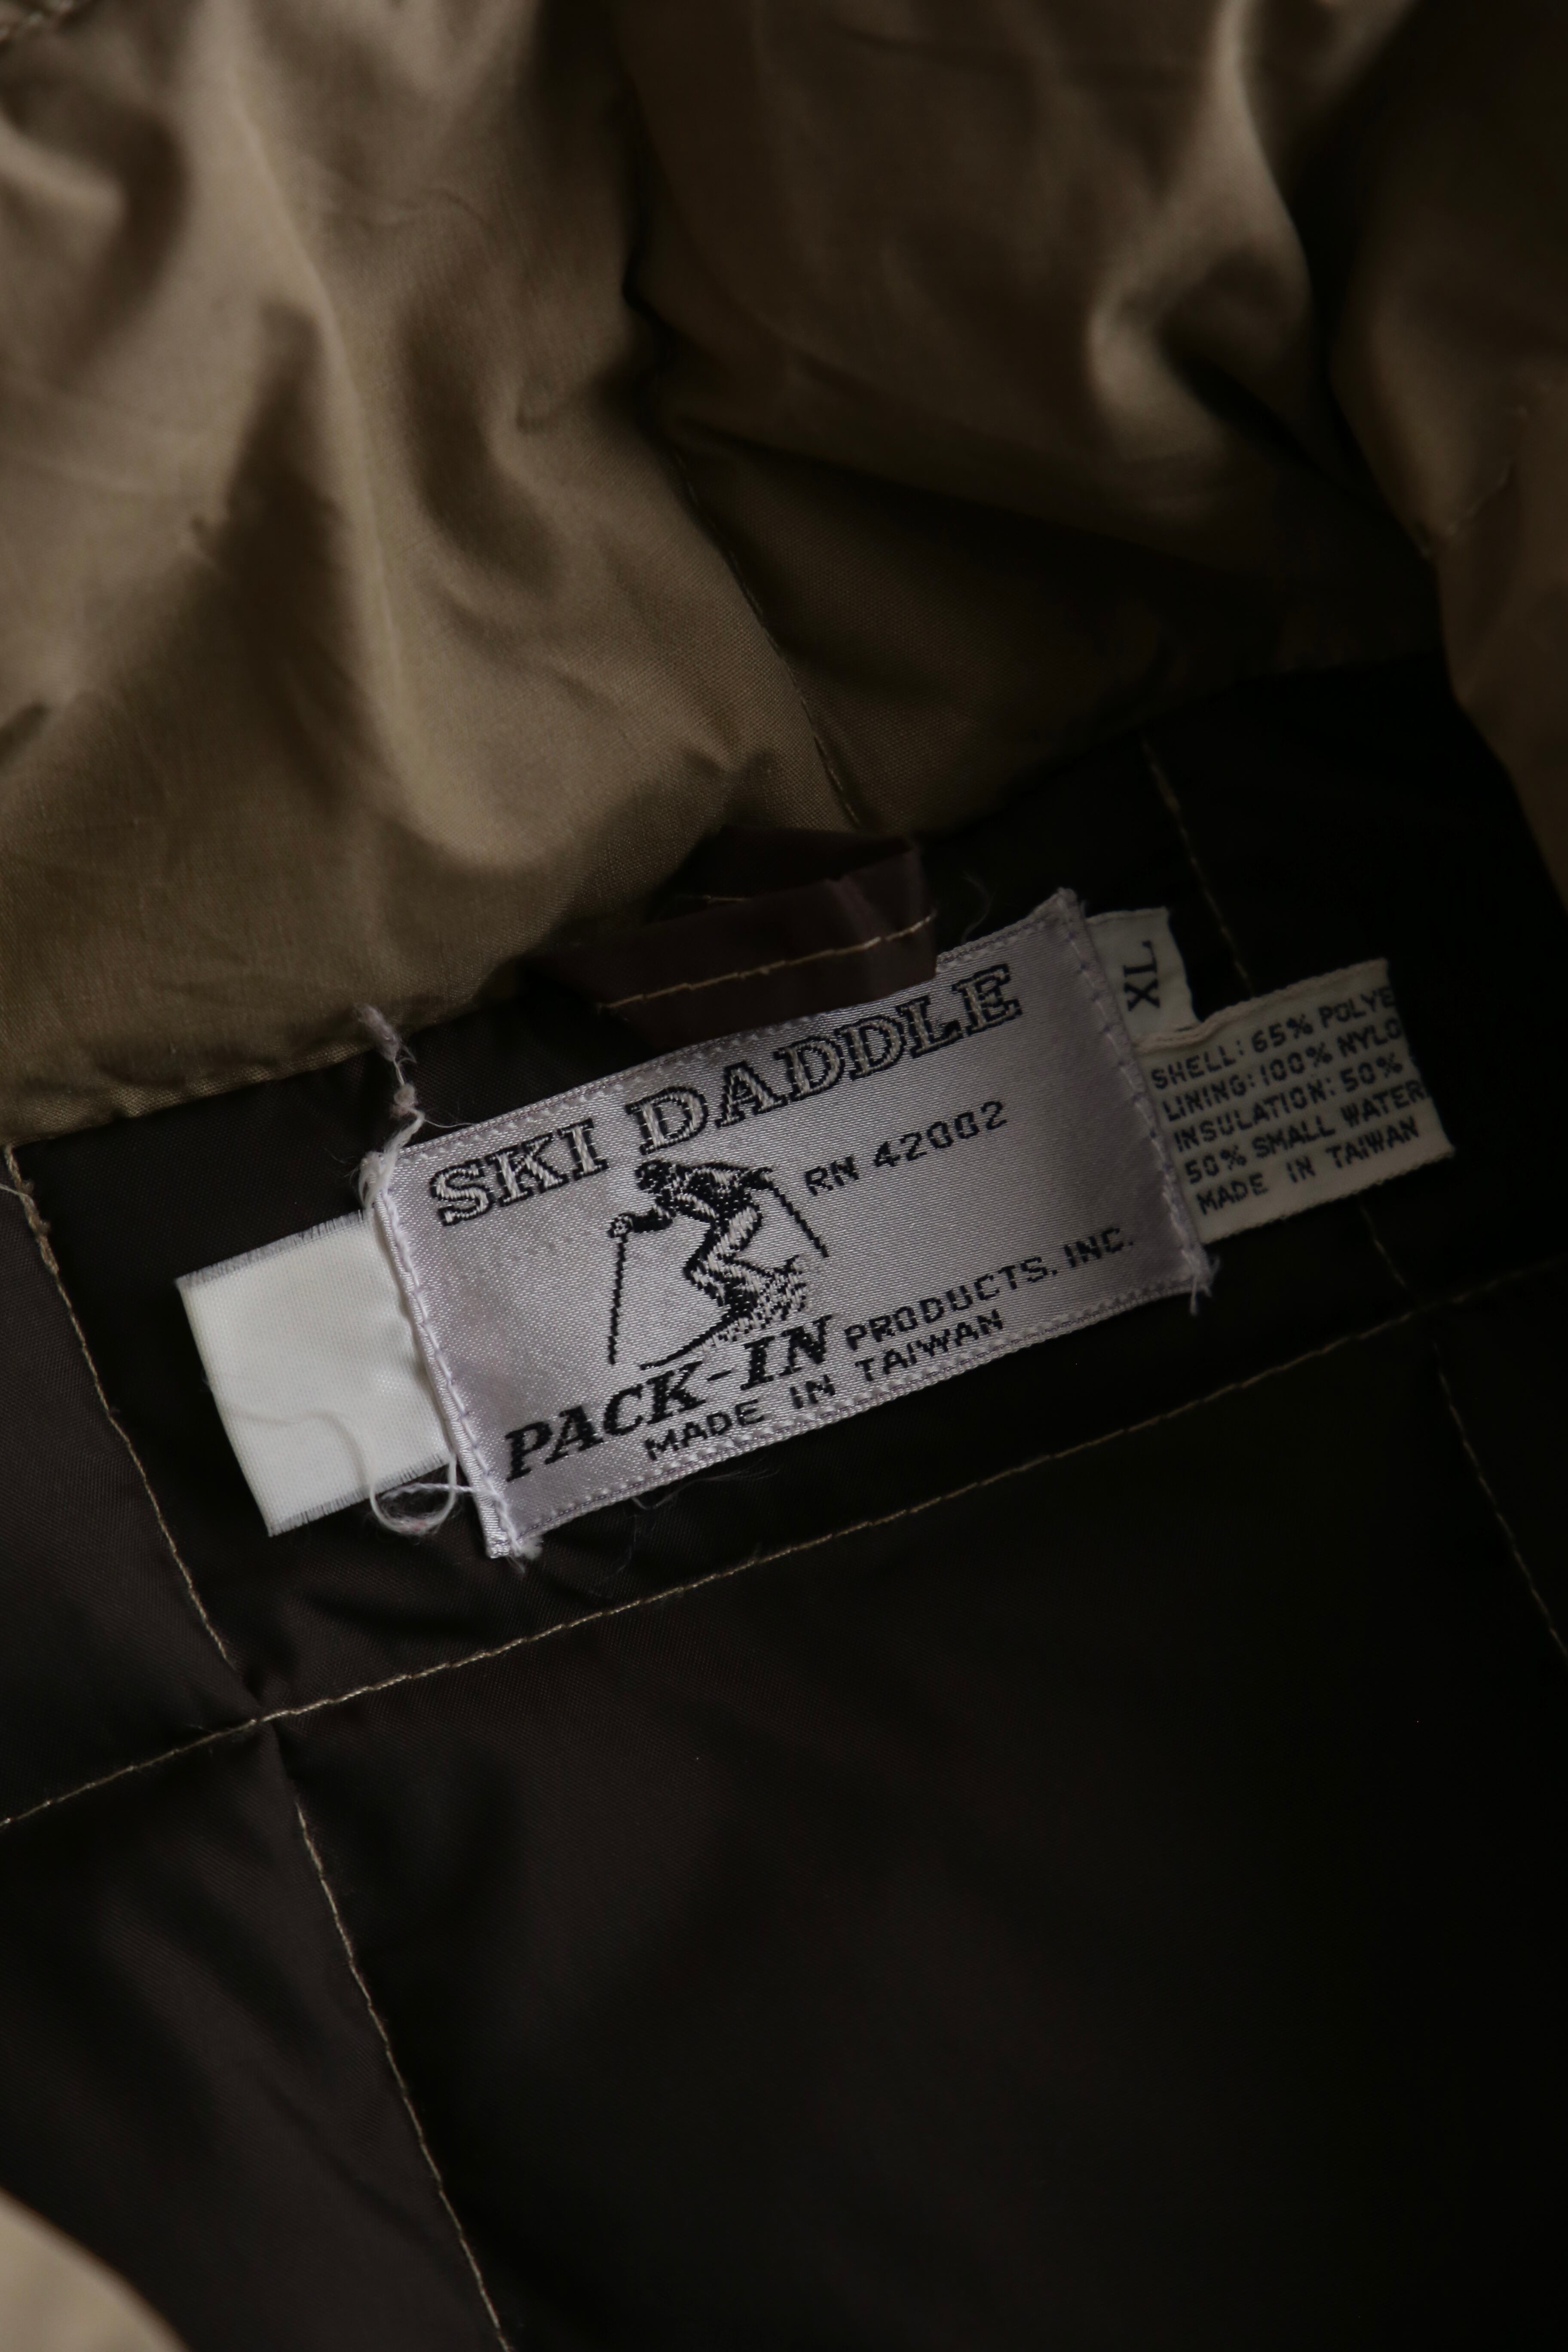 SKI DADDLE
RN 42002
PACK-IN PRODUCTS, INC.
MADE IN TAIWAN
XL
SHELL: 65% POLYE
LINING: 100% NYLO
INSULATION: 50%
50% SMALL WATER
MADE IN TAIWAN